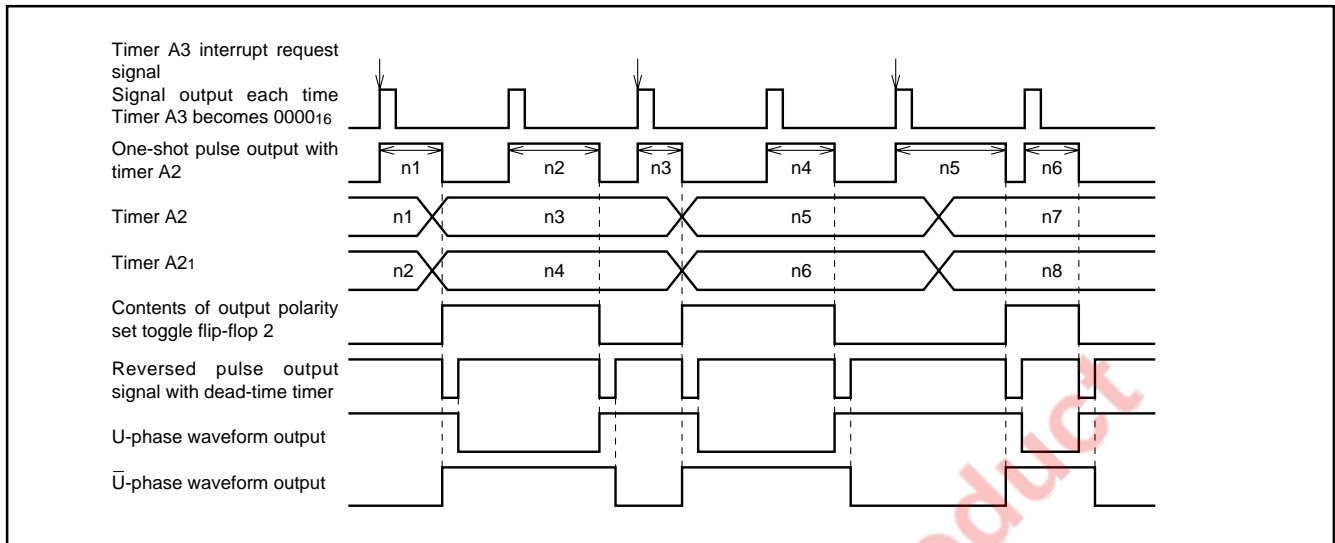 Timer A3 interrupt request
signal
Signal output each time
Timer A3 becomes 0000₁₆
One-shot pulse output with
timer A2
n1 n2 n3 n4 n5 n6
Timer A2
n1 n3 n5 n7
Timer A2₁
n2 n4 n6 n8
Contents of output polarity
set toggle flip-flop 2
Reversed pulse output
signal with dead-time timer
U-phase waveform output
U̅-phase waveform output